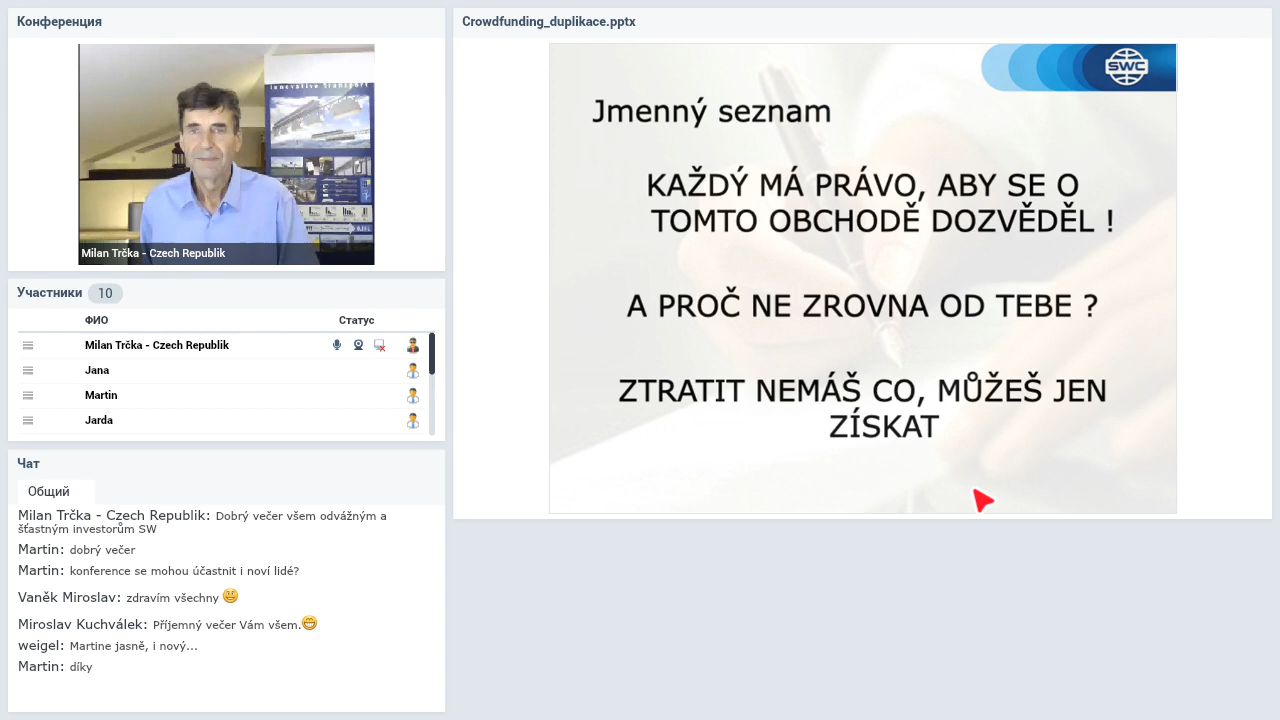 Конференция
innovative transport
Milan Trčka - Czech Republik
Участники 10
ФИО Статус
Milan Trčka - Czech Republik
Jana
Martin
Jarda
Чат
Общий
Milan Trčka - Czech Republik: Dobrý večer všem odvážným a
šťastným investorům SW
Martin: dobrý večer
Martin: konference se mohou účastnit i noví lidé?
Vaněk Miroslav: zdravím všechny
Miroslav Kuchválek: Příjemný večer Vám všem.
weigel: Martine jasně, i nový...
Martin: díky
Crowdfunding_duplikace.pptx
SWC
Jmenný seznam
KAŽDÝ MÁ PRÁVO, ABY SE O
TOMTO OBCHODĚ DOZVĚDĚL !
A PROČ NE ZROVNA OD TEBE ?
ZTRATIT NEMÁŠ CO, MŮŽEŠ JEN
ZÍSKAT